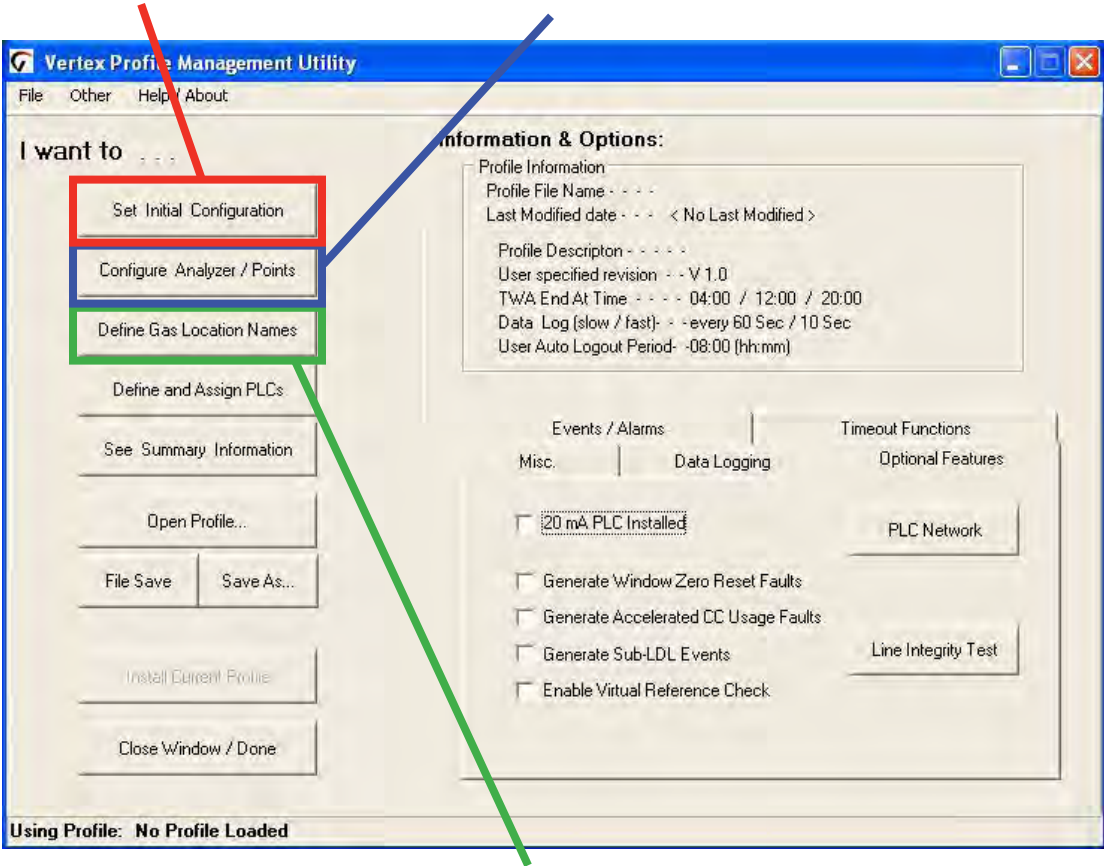 Vertex Profile Management Utility
File Other Help / About
I want to . . .
Set Initial Configuration
Configure Analyzer / Points
Define Gas Location Names
Define and Assign PLCs
See Summary Information
Open Profile...
File Save Save As...
Install Current Profile
Close Window / Done
Information & Options:
Profile Information
Profile File Name - - - -
Last Modified date - - - < No Last Modified >
Profile Descripton - - - - -
User specified revision - - V 1.0
TWA End At Time - - - - 04:00 / 12:00 / 20:00
Data Log (slow / fast)- - -every 60 Sec / 10 Sec
User Auto Logout Period- -08:00 (hh:mm)
Events / Alarms Timeout Functions
Misc. Data Logging Optional Features
20 mA PLC Installed
PLC Network
Generate Window Zero Reset Faults
Generate Accelerated CC Usage Faults
Generate Sub-LDL Events
Line Integrity Test
Enable Virtual Reference Check
Using Profile: No Profile Loaded